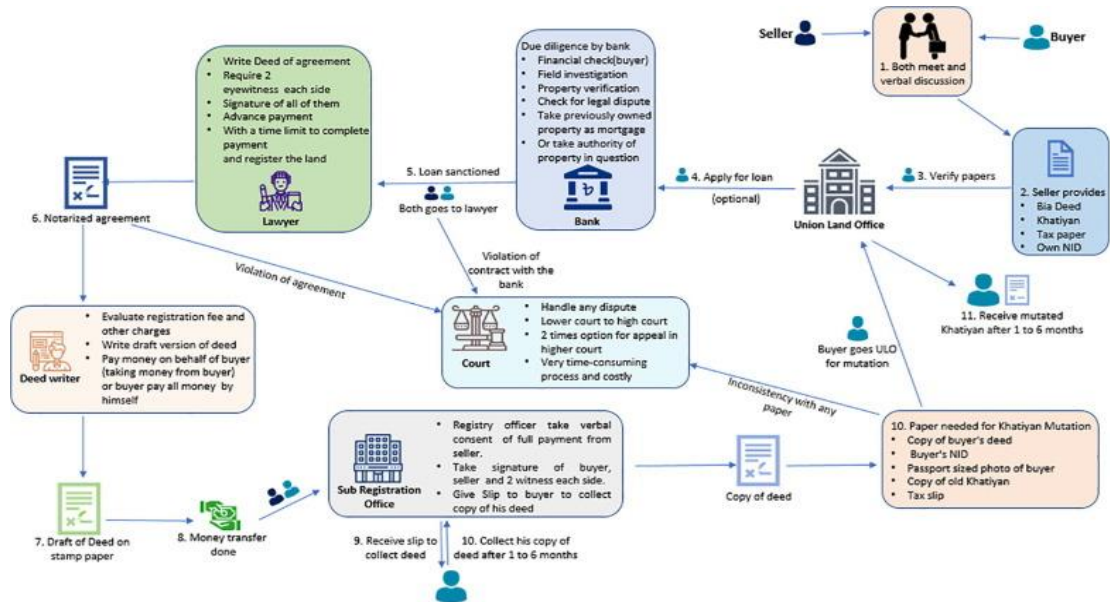 Seller
Buyer
1. Both meet and
verbal discussion
2. Seller provides
• Bia Deed
• Khatiyan
• Tax paper
• Own NID
3. Verify papers
Union Land Office
4. Apply for loan
(optional)
Due diligence by bank
• Financial check(buyer)
• Field investigation
• Property verification
• Check for legal dispute
• Take previously owned
property as mortgage
• Or take authority of
property in question
৳
Bank
5. Loan sanctioned
Both goes to lawyer
• Write Deed of agreement
• Require 2
eyewitness each side
• Signature of all of them
• Advance payment
• With a time limit to complete
payment
and register the land
Lawyer
6. Notarized agreement
Violation of agreement
Violation of
contract with the
bank
• Handle any dispute
• Lower court to high court
• 2 times option for appeal in
higher court
• Very time-consuming
process and costly
Court
• Evaluate registration fee and
other charges
• Write draft version of deed
• Pay money on behalf of buyer
(taking money from buyer)
or buyer pay all money by
himself
Deed writer
7. Draft of Deed on
stamp paper
8. Money transfer
done
• Registry officer take verbal
consent of full payment from
seller.
• Take signature of buyer,
seller and 2 witness each side.
• Give Slip to buyer to collect
copy of his deed
Sub Registration
Office
9. Receive slip to
collect deed
10. Collect his copy of
deed after 1 to 6 months
Copy of deed
10. Paper needed for Khatiyan Mutation
• Copy of buyer's deed
• Buyer's NID
• Passport sized photo of buyer
• Copy of old Khatiyan
• Tax slip
Inconsistency with any
paper
Buyer goes ULO
for mutation
11. Receive mutated
Khatiyan after 1 to 6 months